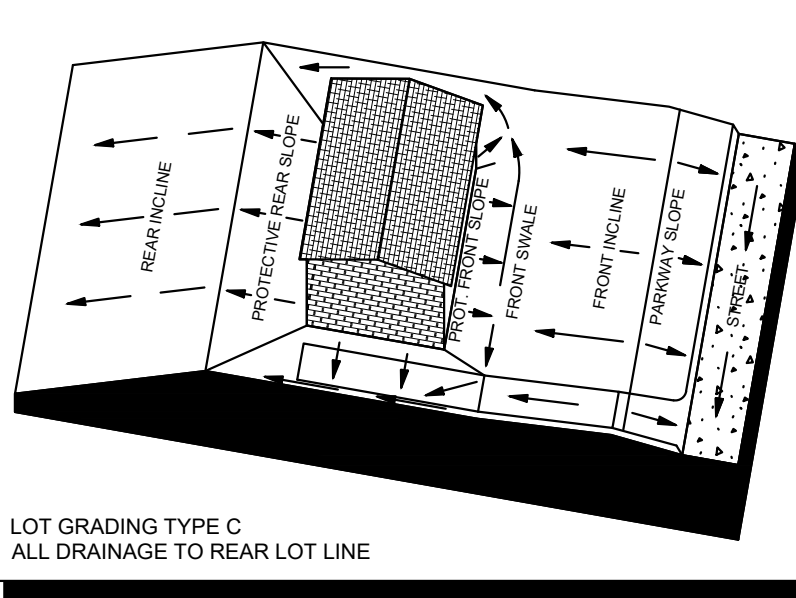 REAR INCLINE
PROTECTIVE REAR SLOPE
PROT. FRONT SLOPE
FRONT SWALE
FRONT INCLINE
PARKWAY SLOPE
STREET
LOT GRADING TYPE C
ALL DRAINAGE TO REAR LOT LINE